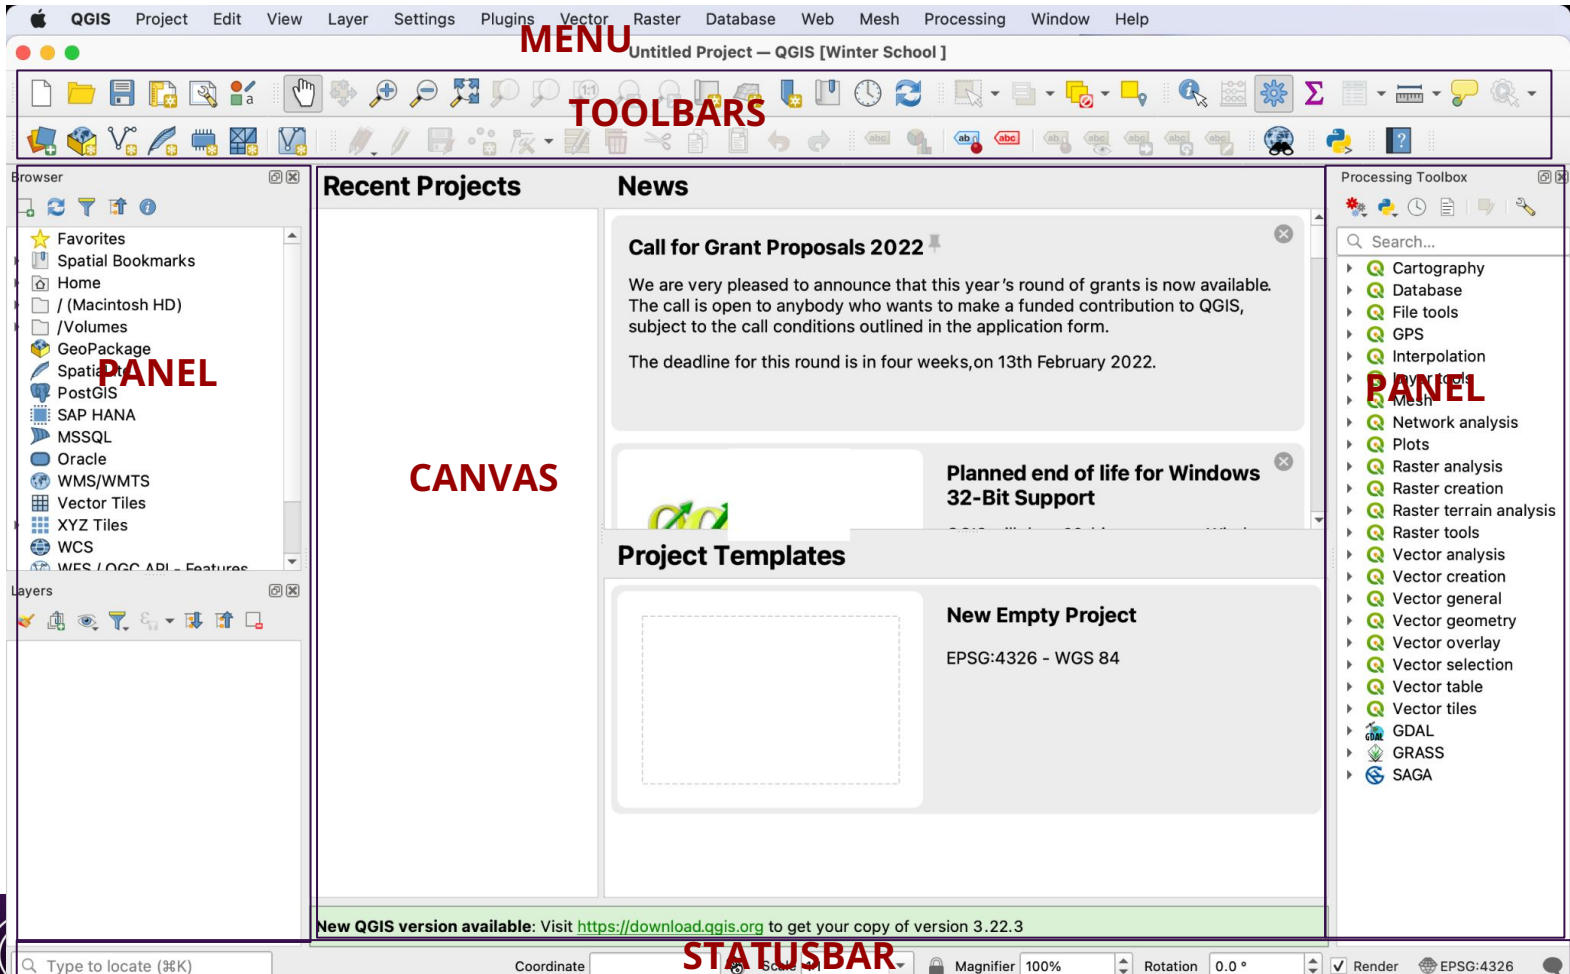 QGIS Project Edit View Layer Settings Plugins Vector Raster Database Web Mesh Processing Window Help
MENU
Untitled Project — QGIS [Winter School ]
TOOLBARS
Browser
Favorites
Spatial Bookmarks
Home
/ (Macintosh HD)
/Volumes
GeoPackage
PANEL
PostGIS
SAP HANA
MSSQL
Oracle
WMS/WMTS
Vector Tiles
XYZ Tiles
WCS
WFS / OGC API - Features
Layers
Type to locate (⌘K)
Recent Projects
CANVAS
News
Call for Grant Proposals 2022
We are very pleased to announce that this year's round of grants is now available.
The call is open to anybody who wants to make a funded contribution to QGIS,
subject to the call conditions outlined in the application form.
The deadline for this round is in four weeks,on 13th February 2022.
Planned end of life for Windows
32-Bit Support
Project Templates
New Empty Project
EPSG:4326 - WGS 84
New QGIS version available: Visit https://download.qgis.org to get your copy of version 3.22.3
Processing Toolbox
Search...
Cartography
Database
File tools
GPS
Interpolation
Layer tools
PANEL
Mesh
Network analysis
Plots
Raster analysis
Raster creation
Raster terrain analysis
Raster tools
Vector analysis
Vector creation
Vector general
Vector geometry
Vector overlay
Vector selection
Vector table
Vector tiles
GDAL
GRASS
SAGA
STATUSBAR
Coordinate Scale Magnifier 100% Rotation 0.0 ° Render EPSG:4326